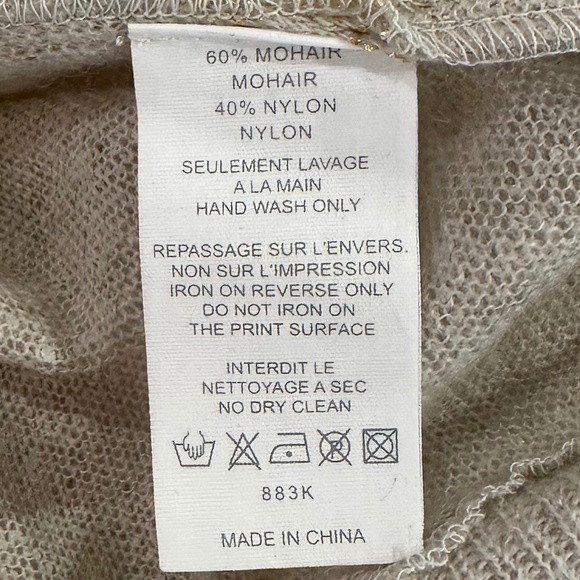 60% MOHAIR
MOHAIR
40% NYLON
NYLON
SEULEMENT LAVAGE
A LA MAIN
HAND WASH ONLY
REPASSAGE SUR L'ENVERS.
NON SUR L'IMPRESSION
IRON ON REVERSE ONLY
DO NOT IRON ON
THE PRINT SURFACE
INTERDIT LE
NETTOYAGE A SEC
NO DRY CLEAN
883K
MADE IN CHINA